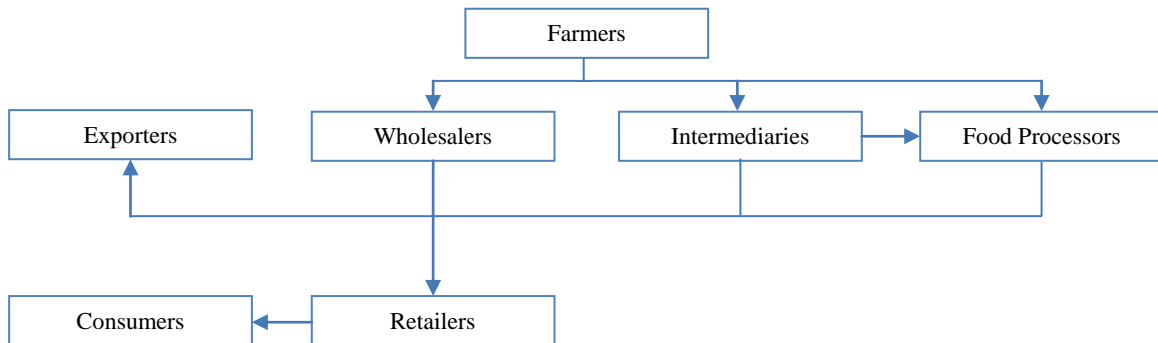 Farmers
Exporters
Wholesalers
Intermediaries
Food Processors
Consumers
Retailers